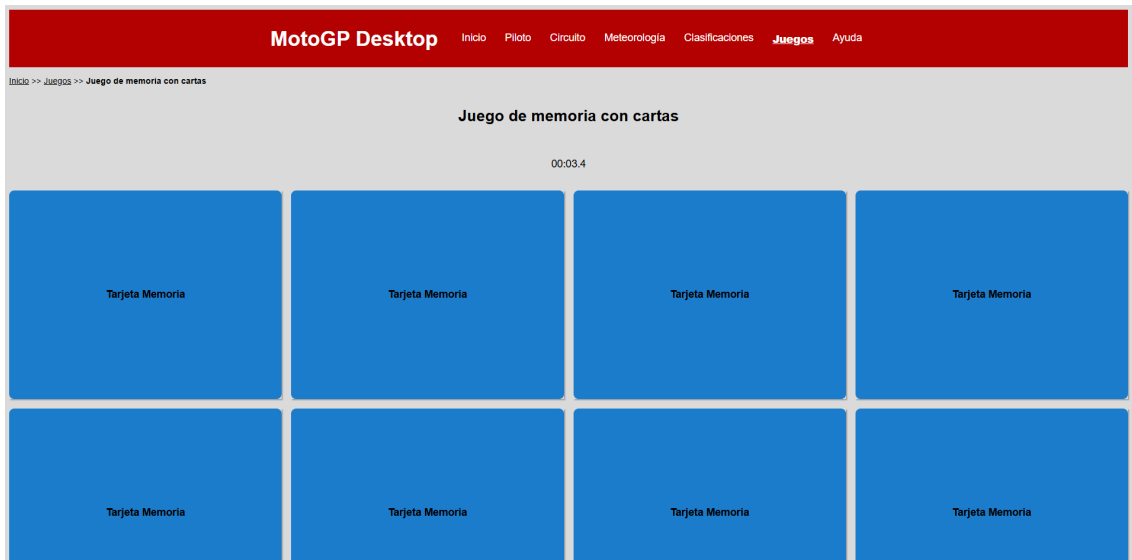 MotoGP Desktop Inicio Piloto Circuito Meteorología Clasificaciones Juegos Ayuda
Inicio >> Juegos >> Juego de memoria con cartas
Juego de memoria con cartas
00:03.4
Tarjeta Memoria Tarjeta Memoria Tarjeta Memoria Tarjeta Memoria
Tarjeta Memoria Tarjeta Memoria Tarjeta Memoria Tarjeta Memoria